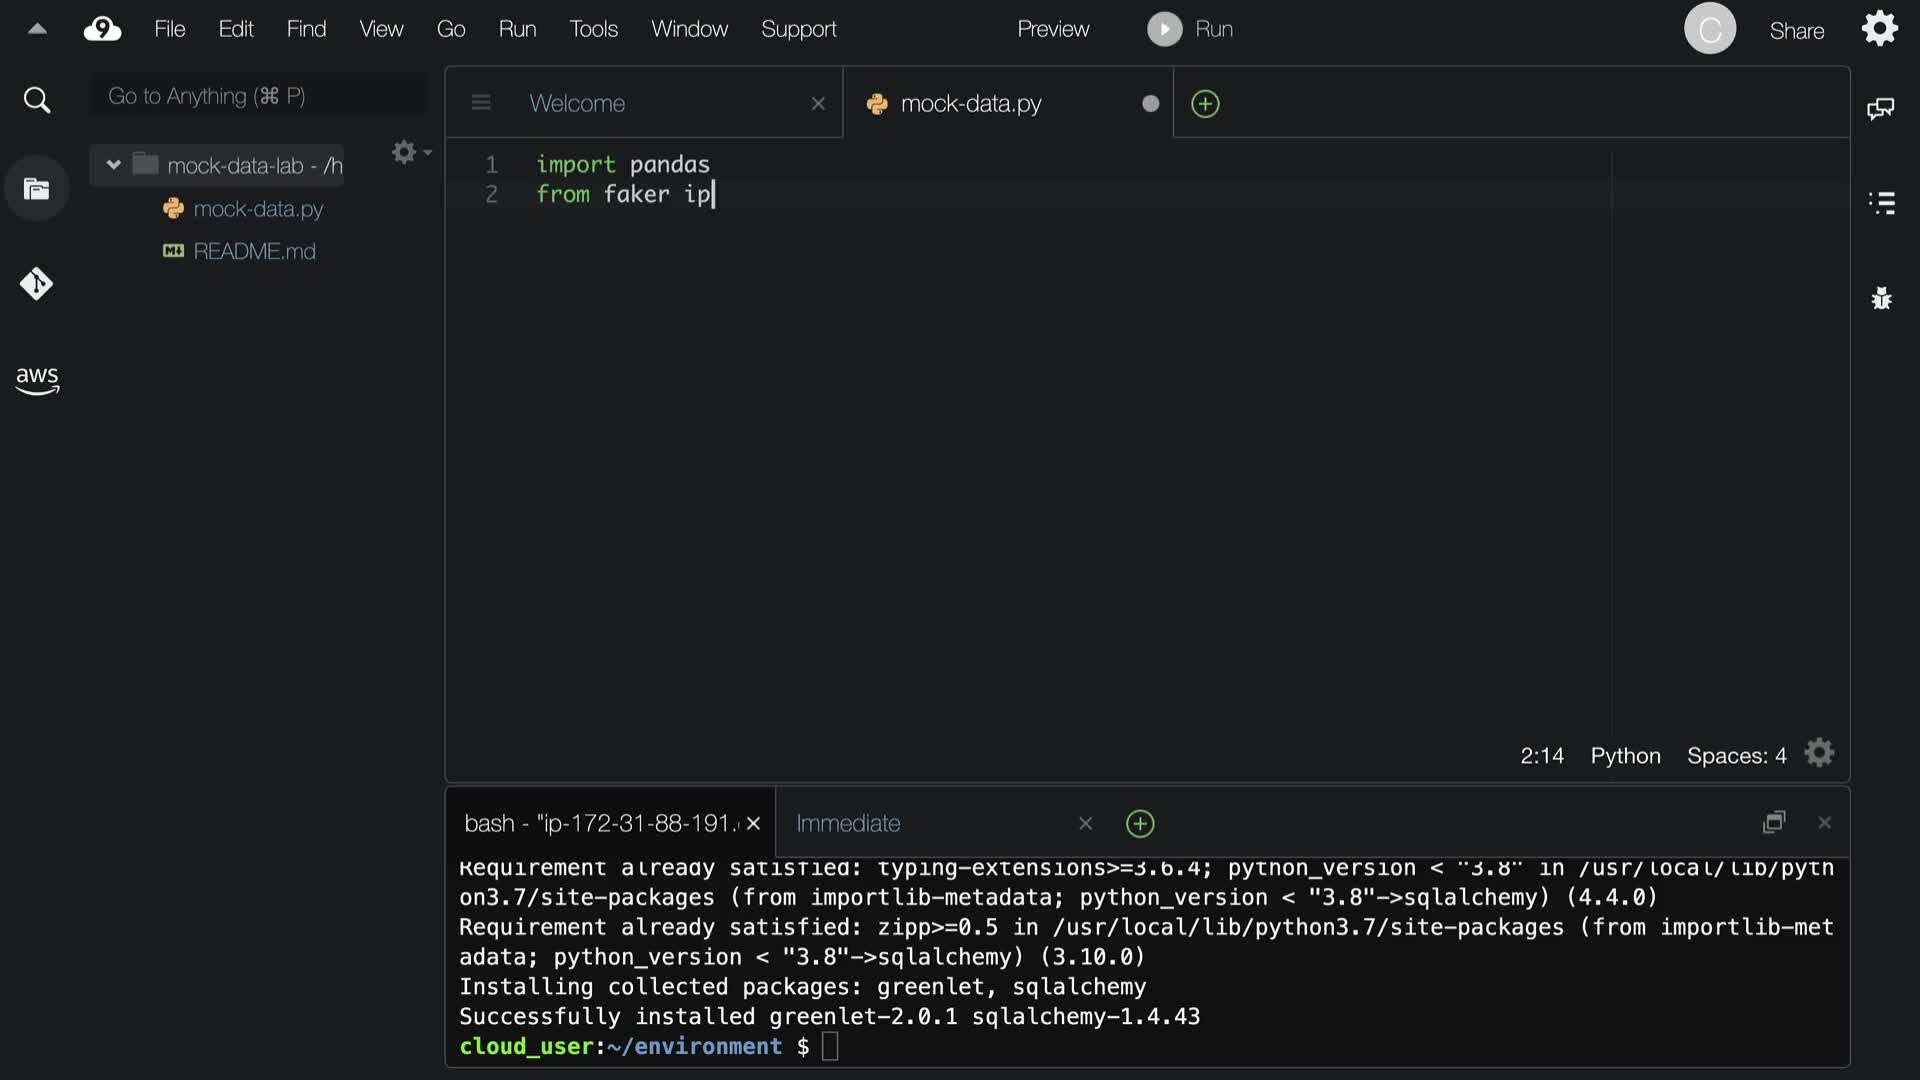 9 File Edit Find View Go Run Tools Window Support Preview Run C Share
Go to Anything (⌘ P)
mock-data-lab - /h
mock-data.py
README.md
aws
Welcome
mock-data.py
1 import pandas
2 from faker ip
2:14 Python Spaces: 4
bash - "ip-172-31-88-191.
Immediate
Requirement already satisfied: typing-extensions>=3.6.4; python_version < "3.8" in /usr/local/lib/pyth
on3.7/site-packages (from importlib-metadata; python_version < "3.8"->sqlalchemy) (4.4.0)
Requirement already satisfied: zipp>=0.5 in /usr/local/lib/python3.7/site-packages (from importlib-met
adata; python_version < "3.8"->sqlalchemy) (3.10.0)
Installing collected packages: greenlet, sqlalchemy
Successfully installed greenlet-2.0.1 sqlalchemy-1.4.43
cloud_user:~/environment $